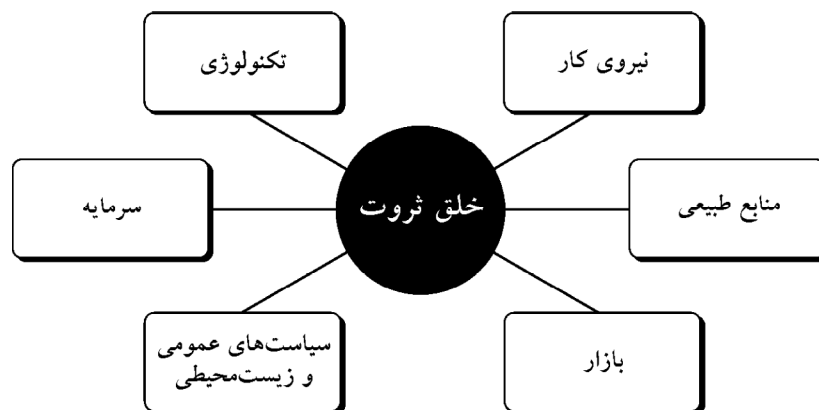 نیروی کار
تکنولوژی
منابع طبیعی
خلق ثروت
سرمایه
بازار
سیاست‌های عمومی
و زیست‌محیطی